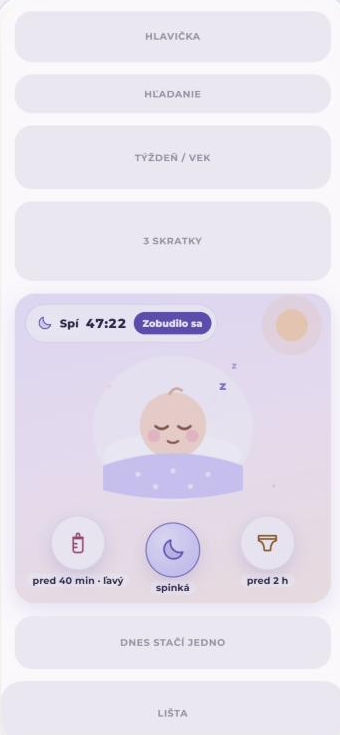 HLAVIČKA
HĽADANIE
TÝŽDEŇ / VEK
3 SKRATKY
Spí 47:22 Zobudilo sa
z
z
pred 40 min · ľavý
spinká
pred 2 h
DNES STAČÍ JEDNO
LIŠTA